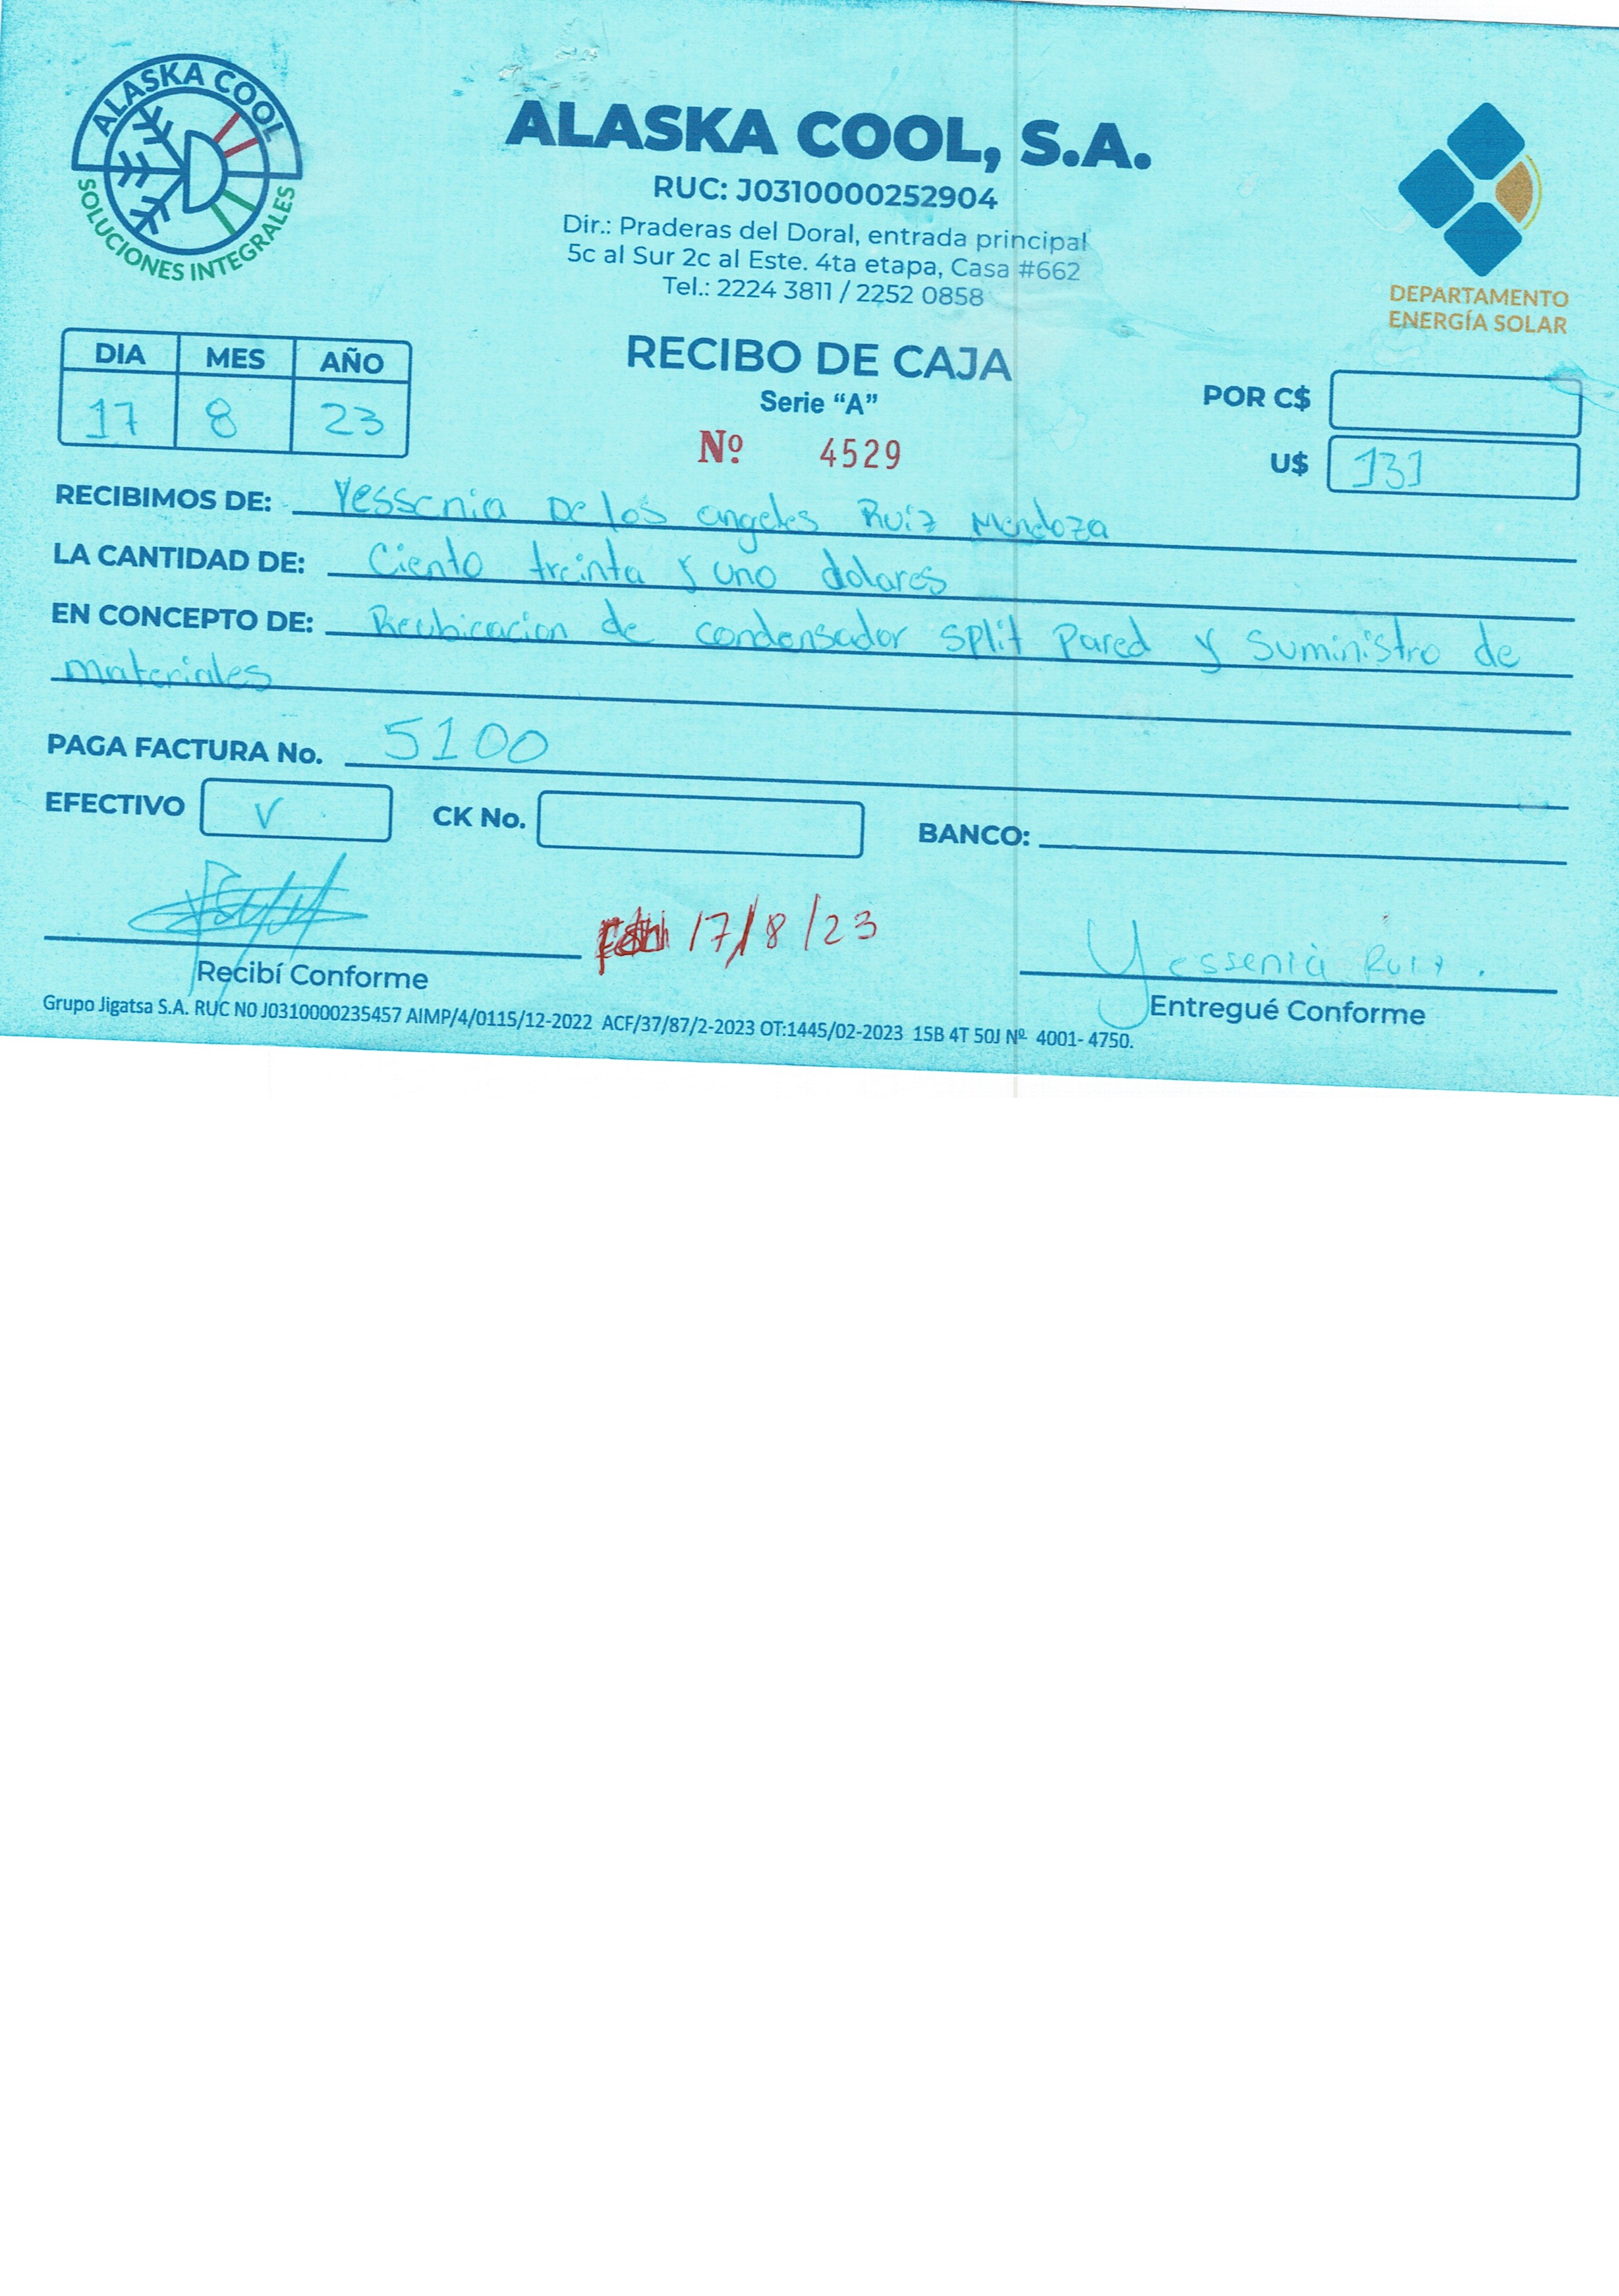 ALASKA COOL
SOLUCIONES INTEGRALES
ALASKA COOL, S.A.
RUC: J0310000252904
Dir.: Praderas del Doral, entrada principal
5c al Sur 2c al Este. 4ta etapa, Casa #662
Tel.: 2224 3811 / 2252 0858
DEPARTAMENTO
ENERGÍA SOLAR
DIA MES AÑO
17 8 23
RECIBO DE CAJA
Serie “A”
Nº 4529
POR C$
U$ 131
RECIBIMOS DE: Yessenia De los angeles Ruiz Mendoza
LA CANTIDAD DE: Ciento treinta y uno dolares
EN CONCEPTO DE: Reubicacion de condensador split Pared y suministro de
materiales
PAGA FACTURA No. 5100
EFECTIVO V CK No. BANCO:
17/8/23
Yessenia Ruiz.
Recibí Conforme
Entregué Conforme
Grupo Jigatsa S.A. RUC N0 J0310000235457 AIMP/4/0115/12-2022 ACF/37/87/2-2023 OT:1445/02-2023 15B 4T 50J Nº 4001- 4750.